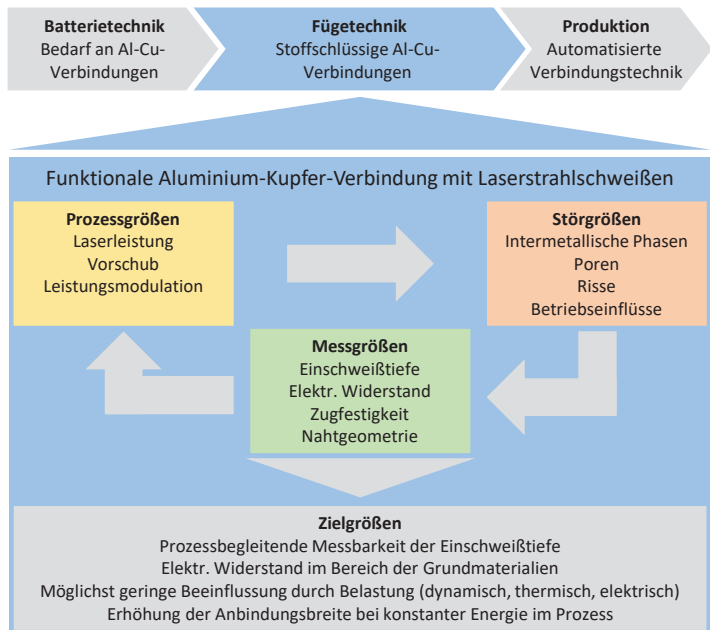 Batterietechnik
Bedarf an Al-Cu-
Verbindungen
Fügetechnik
Stoffschlüssige Al-Cu-
Verbindungen
Produktion
Automatisierte
Verbindungstechnik
Funktionale Aluminium-Kupfer-Verbindung mit Laserstrahlschweißen
Prozessgrößen
Laserleistung
Vorschub
Leistungsmodulation
Störgrößen
Intermetallische Phasen
Poren
Risse
Betriebseinflüsse
Messgrößen
Einschweißtiefe
Elektr. Widerstand
Zugfestigkeit
Nahtgeometrie
Zielgrößen
Prozessbegleitende Messbarkeit der Einschweißtiefe
Elektr. Widerstand im Bereich der Grundmaterialien
Möglichst geringe Beeinflussung durch Belastung (dynamisch, thermisch, elektrisch)
Erhöhung der Anbindungsbreite bei konstanter Energie im Prozess